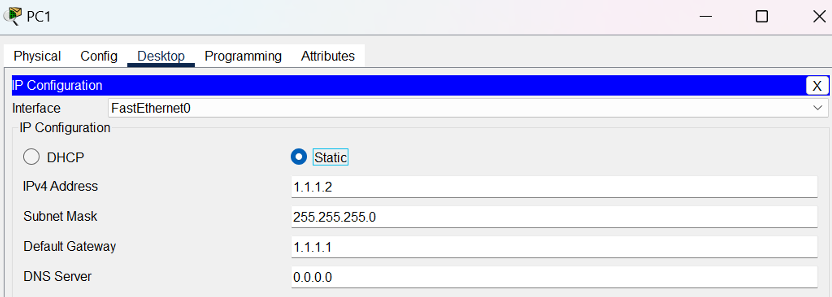 PC1
Physical Config Desktop Programming Attributes
IP Configuration X
Interface FastEthernet0
IP Configuration
DHCP Static
IPv4 Address 1.1.1.2
Subnet Mask 255.255.255.0
Default Gateway 1.1.1.1
DNS Server 0.0.0.0